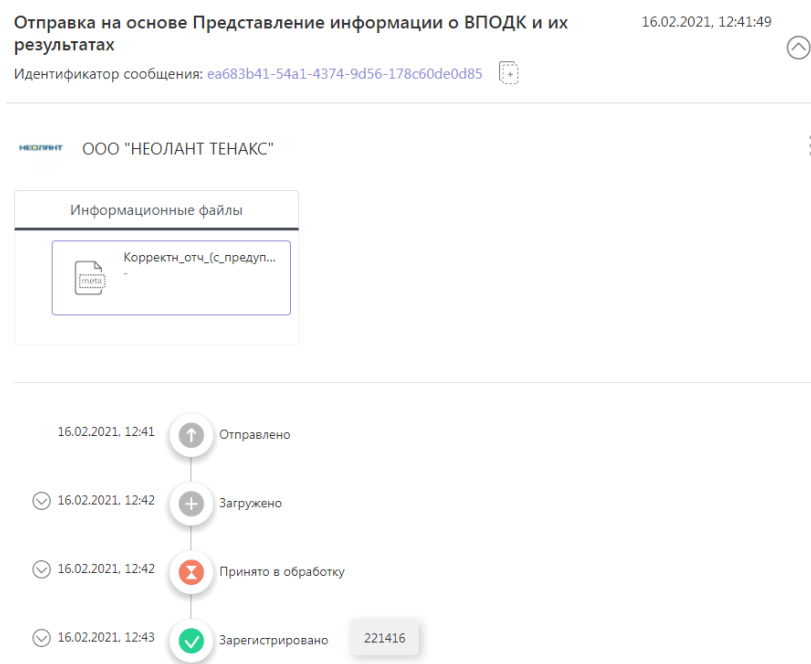 Отправка на основе Представление информации о ВПОДК и их
результатах
16.02.2021, 12:41:49
Идентификатор сообщения: ea683b41-54a1-4374-9d56-178c60de0d85
НЕОЛАНТ
ООО "НЕОЛАНТ ТЕНАКС"
Информационные файлы
Корректн_отч_(с_предуп...
-
meta
16.02.2021, 12:41 Отправлено
16.02.2021, 12:42 Загружено
16.02.2021, 12:42 Принято в обработку
16.02.2021, 12:43 Зарегистрировано 221416